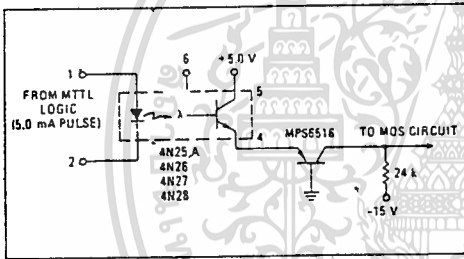 1
FROM MTTL
LOGIC
(5.0 mA PULSE)
2
6
+5.0 V
5
λ
4
4N25,A
4N26
4N27
4N28
MPS6516
TO MOS CIRCUIT
24 k
-15 V